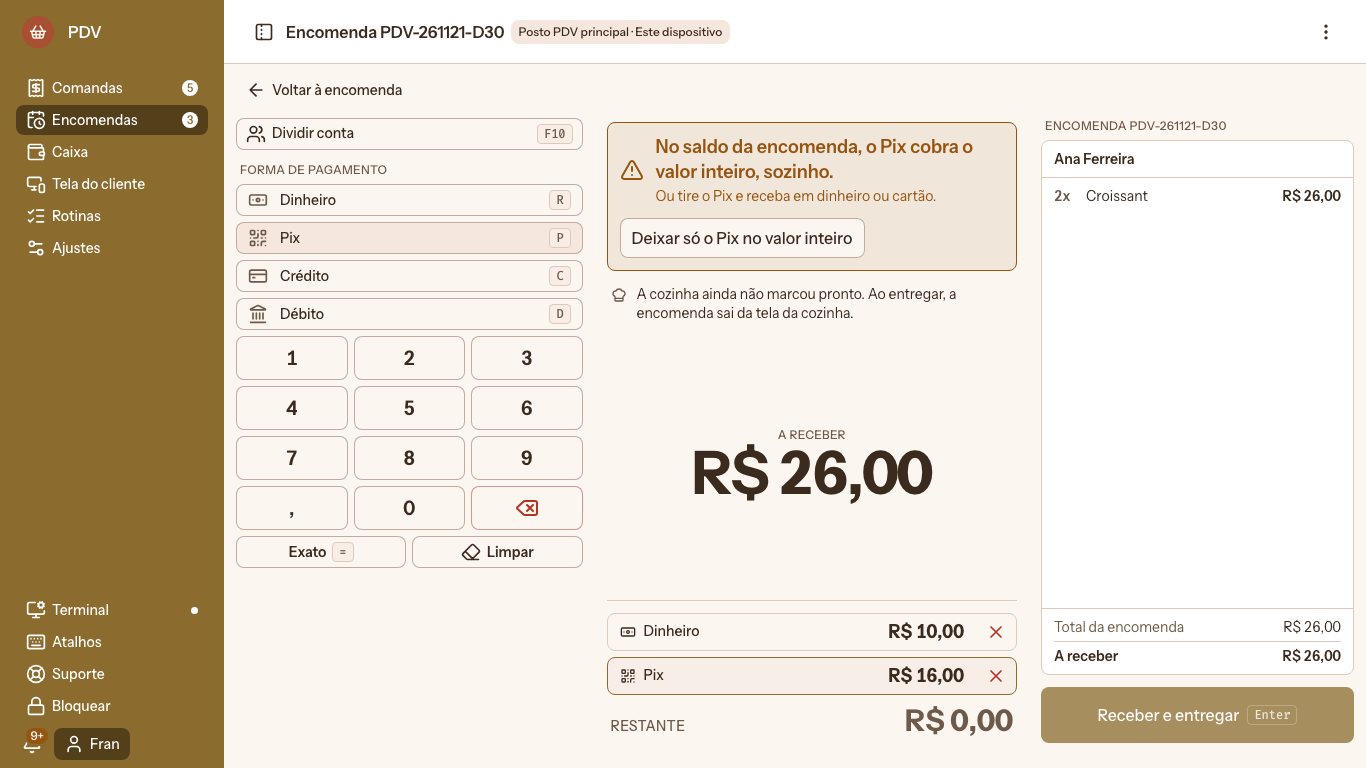 PDV
Encomenda PDV-261121-D30
Posto PDV principal · Este dispositivo
Comandas 5
Encomendas 3
Caixa
Tela do cliente
Rotinas
Ajustes
Terminal
Atalhos
Suporte
Bloquear
9+
Fran
Voltar à encomenda
Dividir conta F10
FORMA DE PAGAMENTO
Dinheiro R
Pix P
Crédito C
Débito D
1 2 3
4 5 6
7 8 9
, 0
Exato =
Limpar
No saldo da encomenda, o Pix cobra o
valor inteiro, sozinho.
Ou tire o Pix e receba em dinheiro ou cartão.
Deixar só o Pix no valor inteiro
A cozinha ainda não marcou pronto. Ao entregar, a
encomenda sai da tela da cozinha.
A RECEBER
R$ 26,00
Dinheiro R$ 10,00
Pix R$ 16,00
RESTANTE R$ 0,00
ENCOMENDA PDV-261121-D30
Ana Ferreira
2x Croissant R$ 26,00
Total da encomenda R$ 26,00
A receber R$ 26,00
Receber e entregar Enter